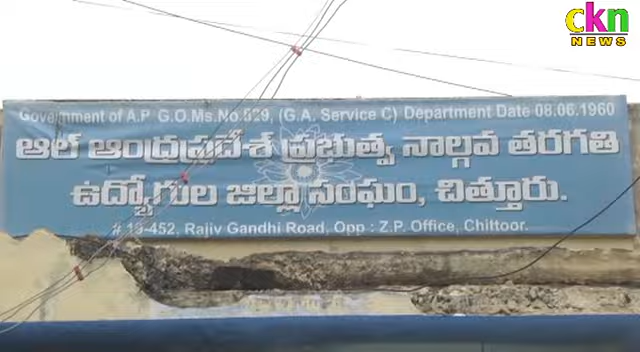 ckn
NEWS
Government of A.P G.O.Ms.No.529, (G.A. Service C) Department Date 08.06.1960
ఆల్ ఆంధ్రప్రదేశ్ ప్రభుత్వ నాల్గవ తరగతి
ఉద్యోగుల జిల్లా సంఘం, చిత్తూరు.
# 19-452, Rajiv Gandhi Road, Opp : Z.P. Office, Chittoor.